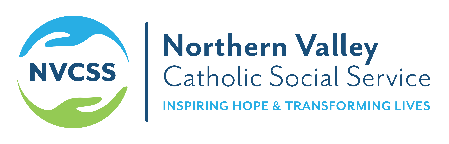 NVCSS
Northern Valley
Catholic Social Service
INSPIRING HOPE & TRANSFORMING LIVES